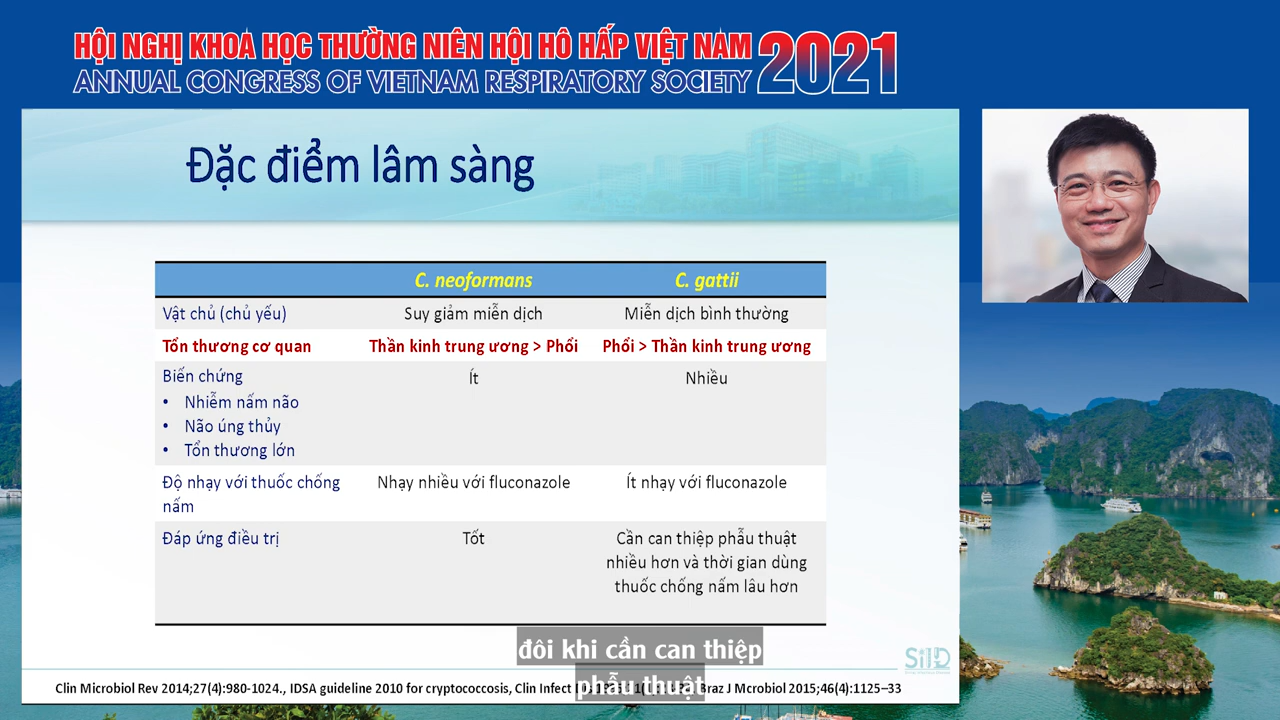 HỘI NGHỊ KHOA HỌC THƯỜNG NIÊN HỘI HÔ HẤP VIỆT NAM 2021
ANNUAL CONGRESS OF VIETNAM RESPIRATORY SOCIETY
Đặc điểm lâm sàng
C. neoformans C. gattii
Vật chủ (chủ yếu) Suy giảm miễn dịch Miễn dịch bình thường
Tổn thương cơ quan Thần kinh trung ương > Phổi Phổi > Thần kinh trung ương
Biến chứng Ít Nhiều
• Nhiễm nấm não
• Não úng thủy
• Tổn thương lớn
Độ nhạy với thuốc chống Nhạy nhiều với fluconazole Ít nhạy với fluconazole
nấm
Đáp ứng điều trị Tốt Cần can thiệp phẫu thuật
nhiều hơn và thời gian dùng
thuốc chống nấm lâu hơn
đôi khi cần can thiệp
phẫu thuật
SiID
Clin Microbiol Rev 2014;27(4):980-1024., IDSA guideline 2010 for cryptococcosis, Clin Infect Braz J Mcrobiol 2015;46(4):1125–33